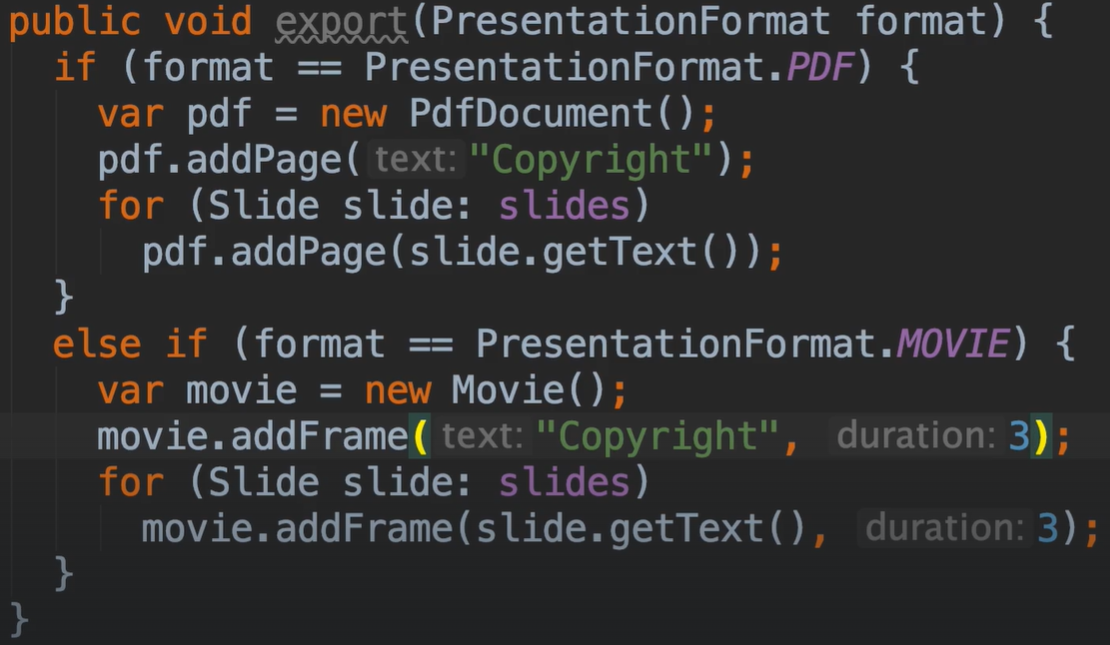 public void export(PresentationFormat format) {
if (format == PresentationFormat.PDF) {
var pdf = new PdfDocument();
pdf.addPage( text: "Copyright");
for (Slide slide: slides)
pdf.addPage(slide.getText());
}
else if (format == PresentationFormat.MOVIE) {
var movie = new Movie();
movie.addFrame( text: "Copyright", duration: 3);
for (Slide slide: slides)
movie.addFrame(slide.getText(), duration: 3);
}
}